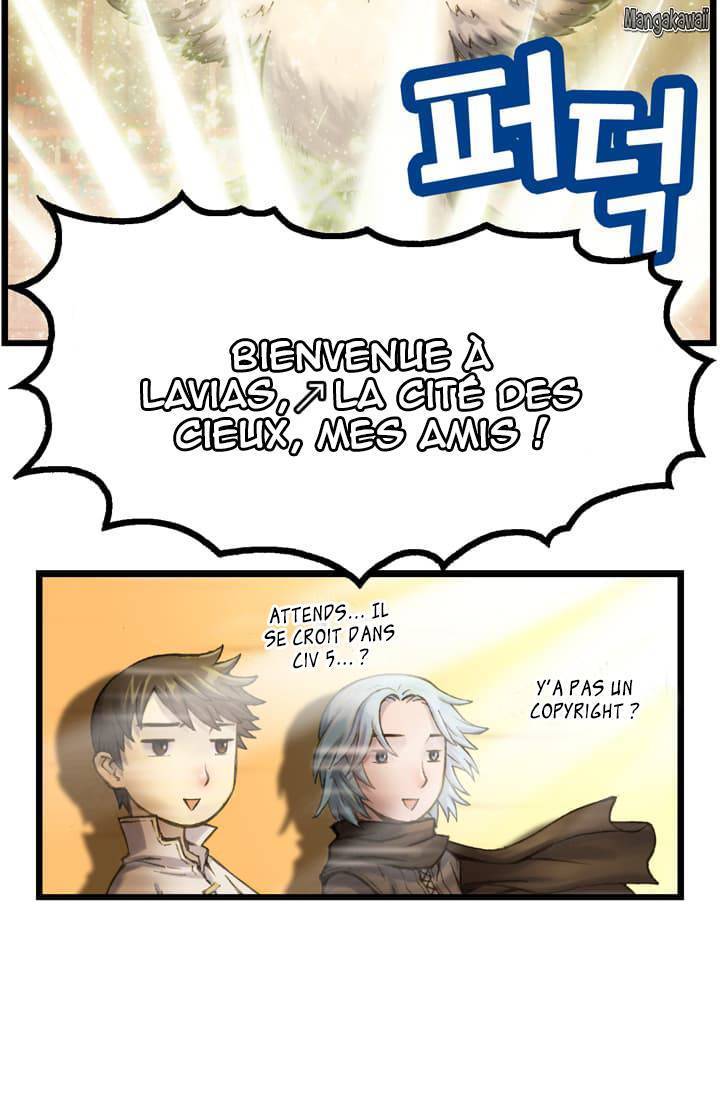 Mangakawaii
퍼덕
BIENVENUE À
LAVIAS,↗LA CITÉ DES
CIEUX, MES AMIS !
ATTENDS... IL
SE CROIT DANS
CIV 5... ?
Y'A PAS UN
COPYRIGHT ?